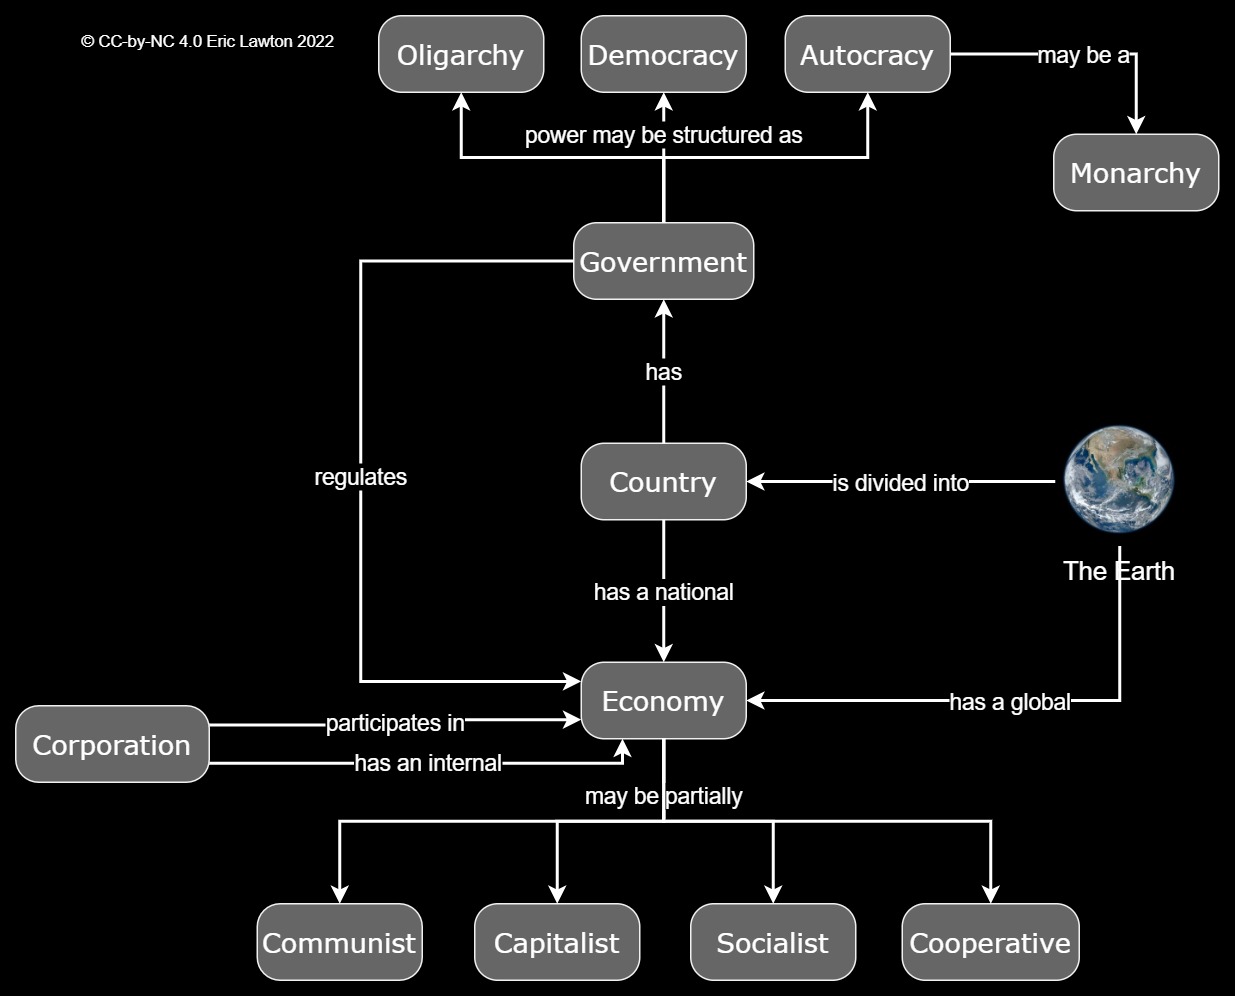 © CC-by-NC 4.0 Eric Lawton 2022
Oligarchy
Democracy
Autocracy
may be a
power may be structured as
Monarchy
Government
has
regulates
Country
is divided into
The Earth
has a national
Economy
has a global
Corporation
participates in
has an internal
may be partially
Communist
Capitalist
Socialist
Cooperative